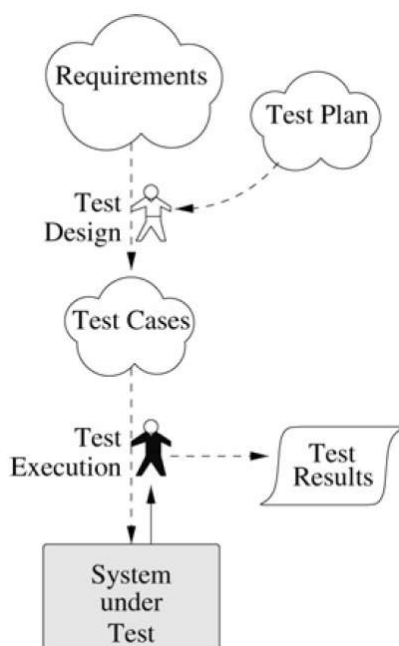 Requirements
Test Plan
Test
Design
Test Cases
Test
Execution
Test
Results
System
under
Test